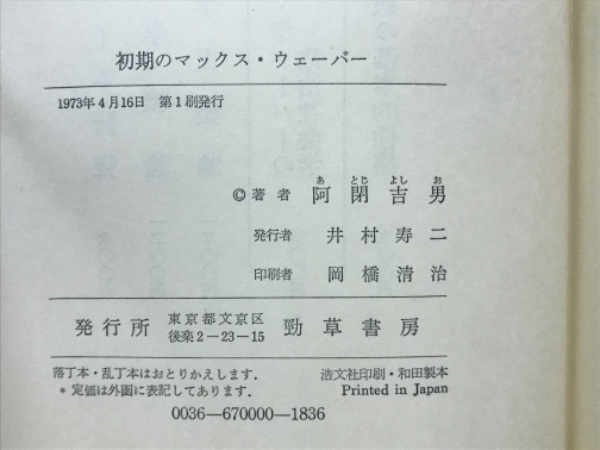 初期のマックス・ウェーバー
1973年4月16日 第1刷発行
あ とじ よし お
©著者 阿閉吉男
発行者 井村寿二
印刷者 岡橋清治
発行所 東京都文京区後楽2-23-15 勁草書房
落丁本・乱丁本はおとりかえします. 浩文社印刷・和田製本
* 定価は外函に表記してあります. Printed in Japan
0036—670000—1836